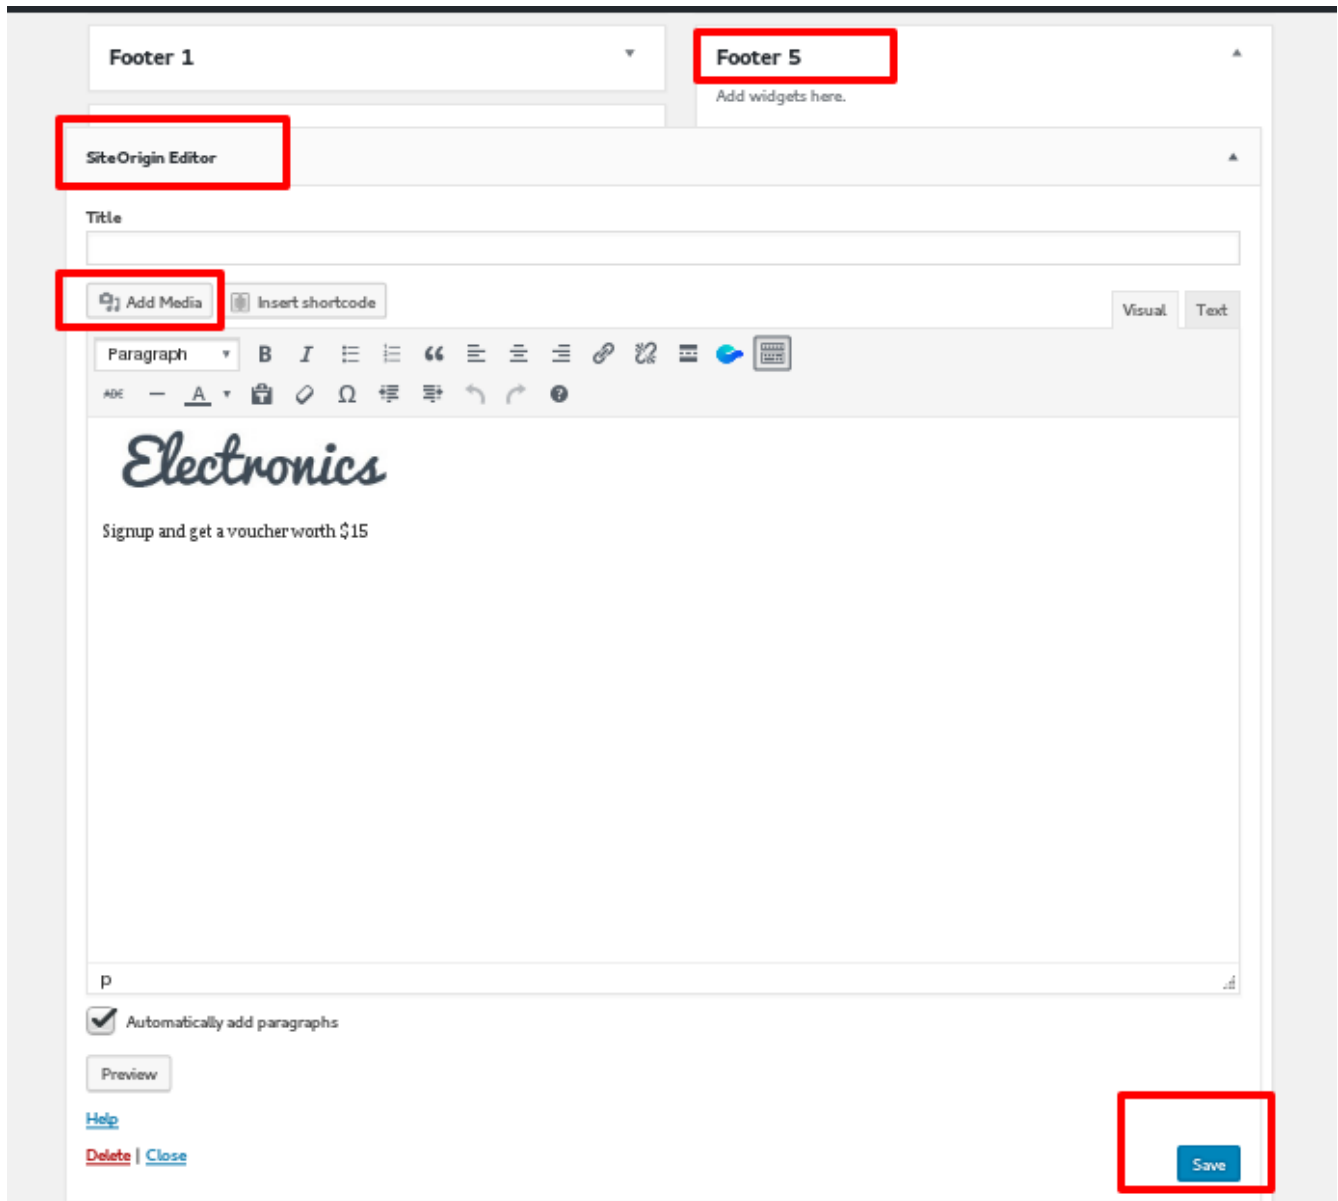 Footer 1
Footer 5
Add widgets here.
SiteOrigin Editor
Title
Add Media
Insert shortcode
Visual
Text
Paragraph
B I
ABC
A
Ω
Electronics
Signup and get a voucher worth $15
p
Automatically add paragraphs
Preview
Help
Delete | Close
Save